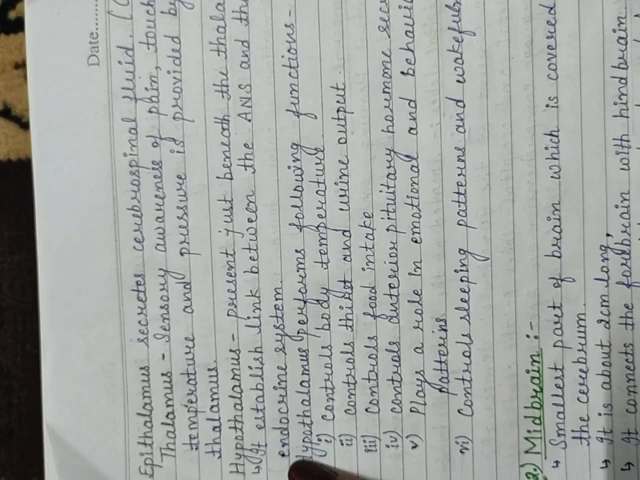 Date.......
Epithalamus secretes cerebrospinal fluid. (C
Thalamus - Sensory awareness of pain, touch
temperature and pressure is provided by
thalamus.
Hypothalamus - present just beneath the thala
↳ It establish link between the ANS and th
endocrine system.
Hypothalamus performs following functions -
i) Controls body temperature
ii) controls thist and urine output.
iii) Controls food intake
iv) controls anterior pituitary hormone sec
v) Plays a role in emotional and behavio
patterns
vi) Controls sleeping patterns and wakeful
2.) Midbrain :-
↳ Smallest part of brain which is covered
the cerebrum.
↳ It is about 2cm long,
↳ It connects the forebrain with hindbrain